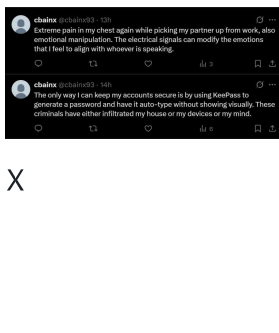 cbainx @cbainx93 · 13h
Extreme pain in my chest again while picking my partner up from work, also
emotional manipulation. The electrical signals can modify the emotions
that I feel to align with whoever is speaking.
3
cbainx @cbainx93 · 14h
The only way I can keep my accounts secure is by using KeePass to
generate a password and have it auto-type without showing visually. These
criminals have either infiltrated my house or my devices or my mind.
8
X